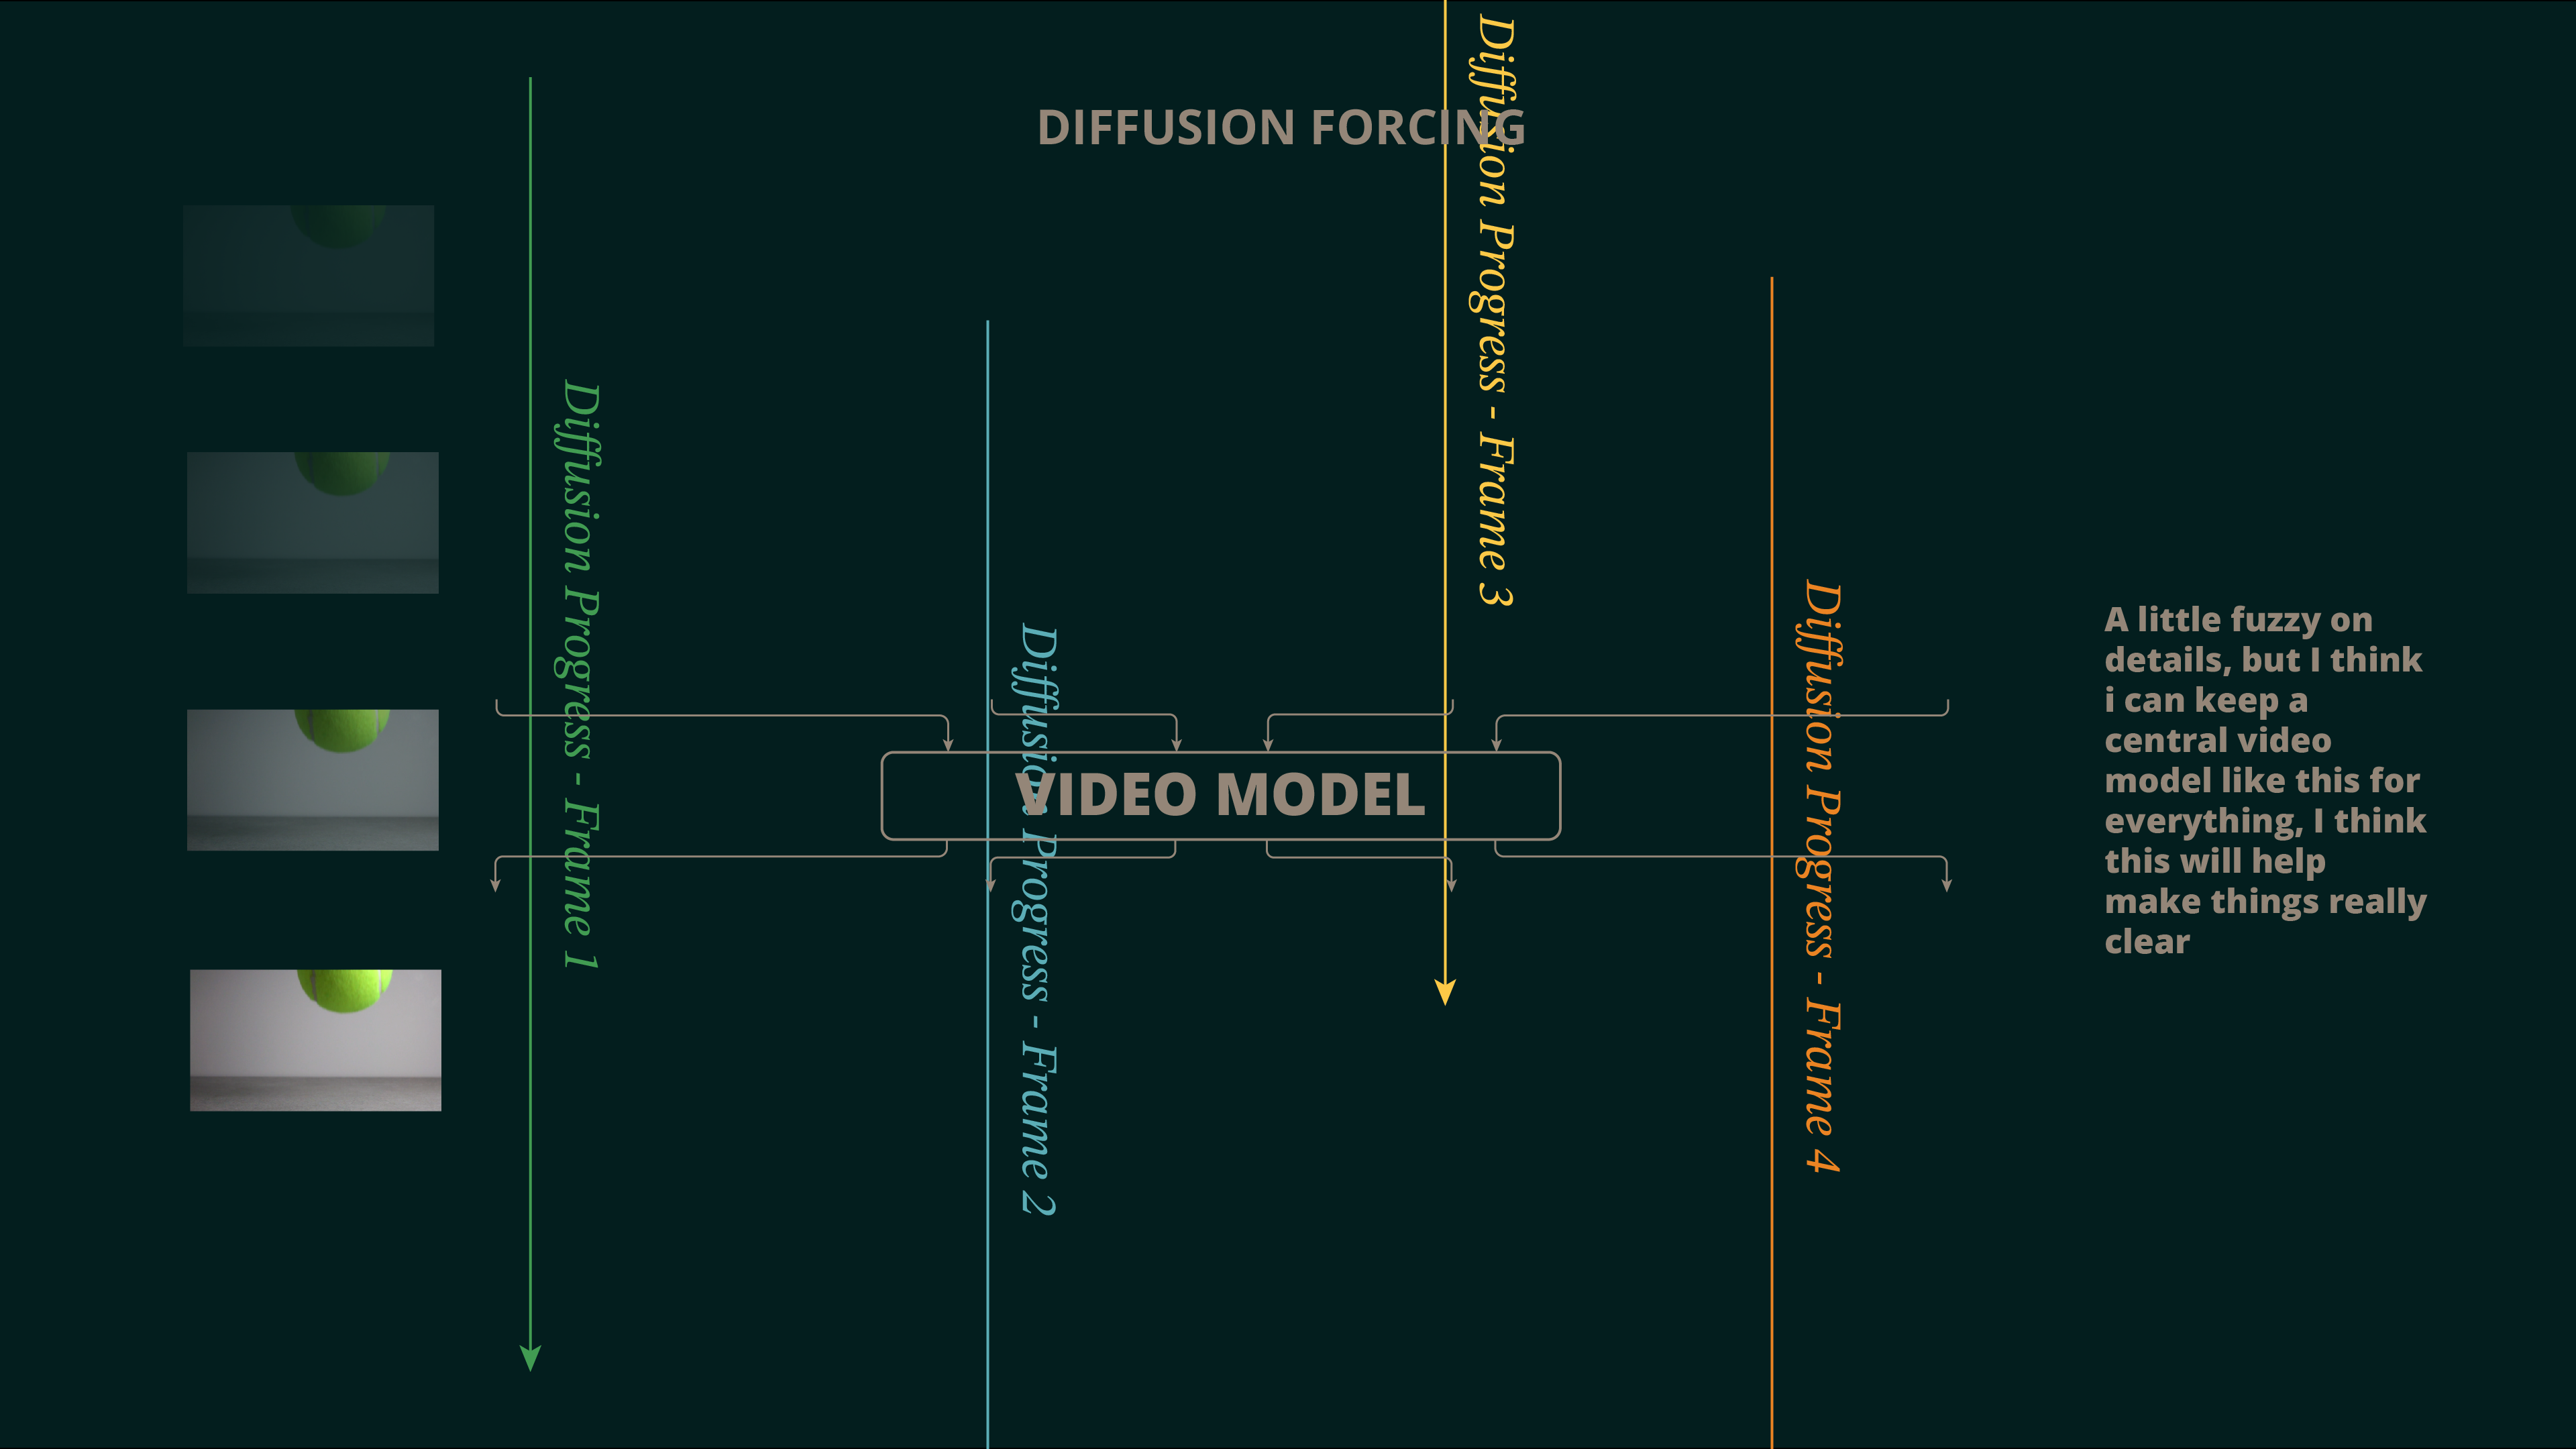 DIFFUSION FORCING
Diffusion Progress - Frame 1
Diffusion Progress - Frame 2
Diffusion Progress - Frame 3
Diffusion Progress - Frame 4
VIDEO MODEL
A little fuzzy on
details, but I think
i can keep a
central video
model like this for
everything, I think
this will help
make things really
clear